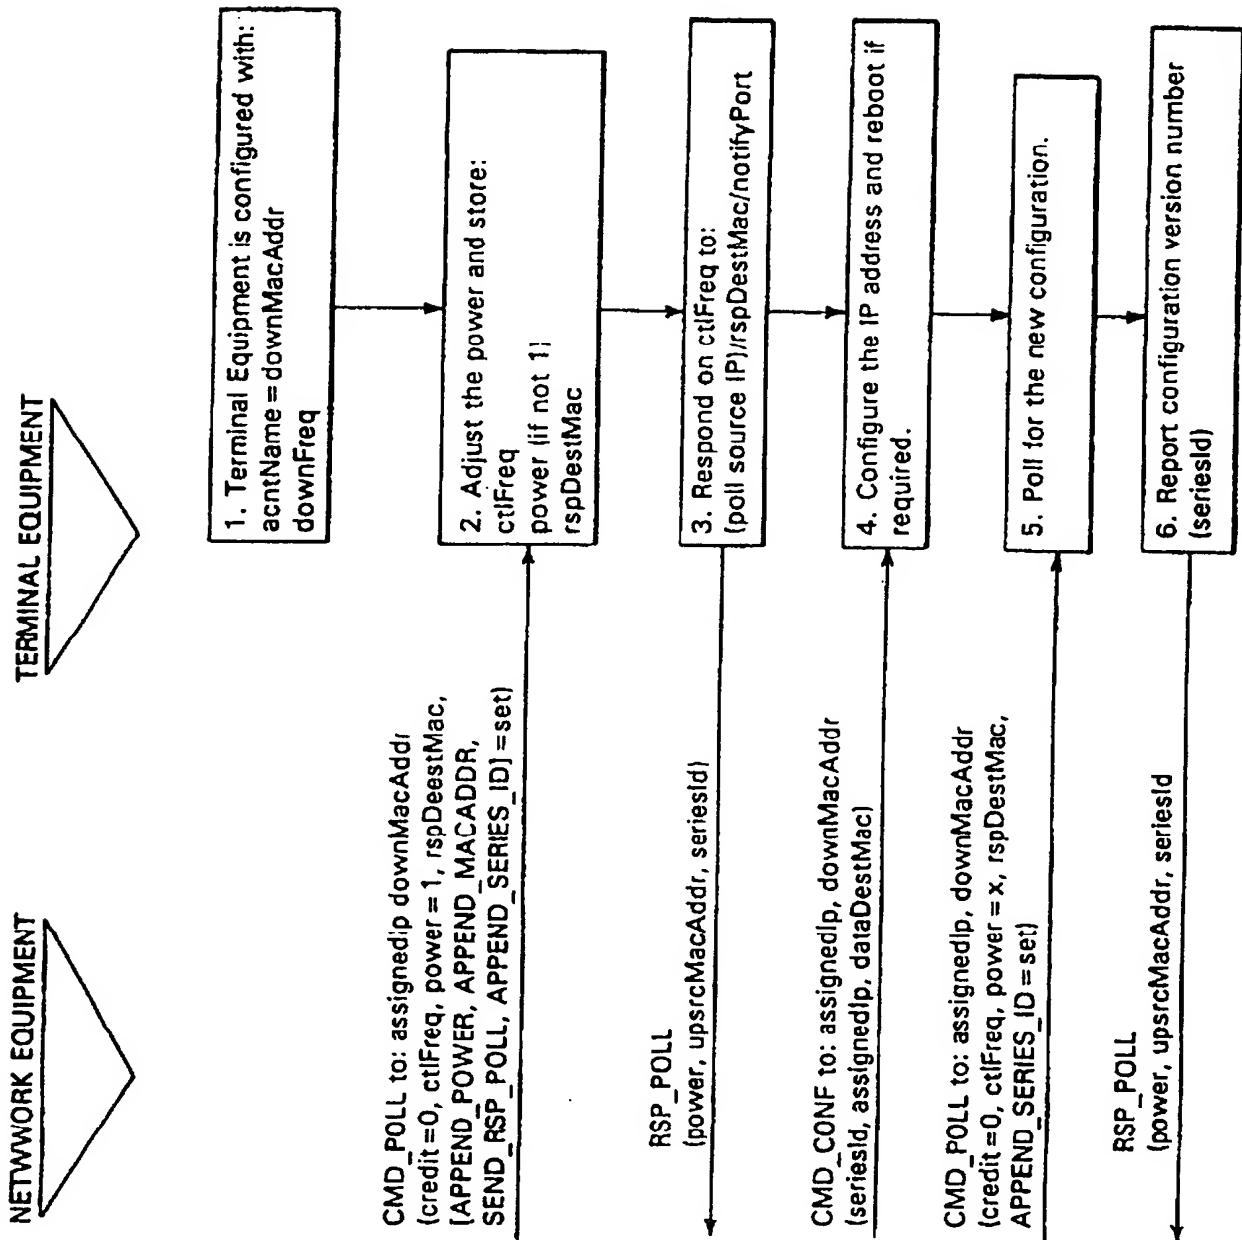 NETWORK EQUIPMENT
TERMINAL EQUIPMENT
1. Terminal Equipment is configured with:
acntName = downMacAddr
downFreq
CMD_POLL to: assignedIp downMacAddr
(credit =0, ctlFreq, power = 1, rspDeestMac,
[APPEND_POWER, APPEND_MACADDR,
SEND_RSP_POLL, APPEND_SERIES_ID] = set)
2. Adjust the power and store:
ctlFreq
power (if not 1)
rspDestMac
3. Respond on ctlFreq to:
(poll source IP)/rspDestMac/notifyPort
RSP_POLL
(power, upsrcMacAddr, seriesId)
CMD_CONF to: assignedIp, downMacAddr
(seriesId, assignedIp, dataDestMac)
4. Configure the IP address and reboot if
required.
CMD_POLL to: assignedIp, downMacAddr
(credit =0, ctlFreq, power = x, rspDestMac,
APPEND_SERIES_ID = set)
5. Poll for the new configuration.
6. Report configuration version number
(seriesId)
RSP_POLL
(power, upsrcMacAddr, seriesId